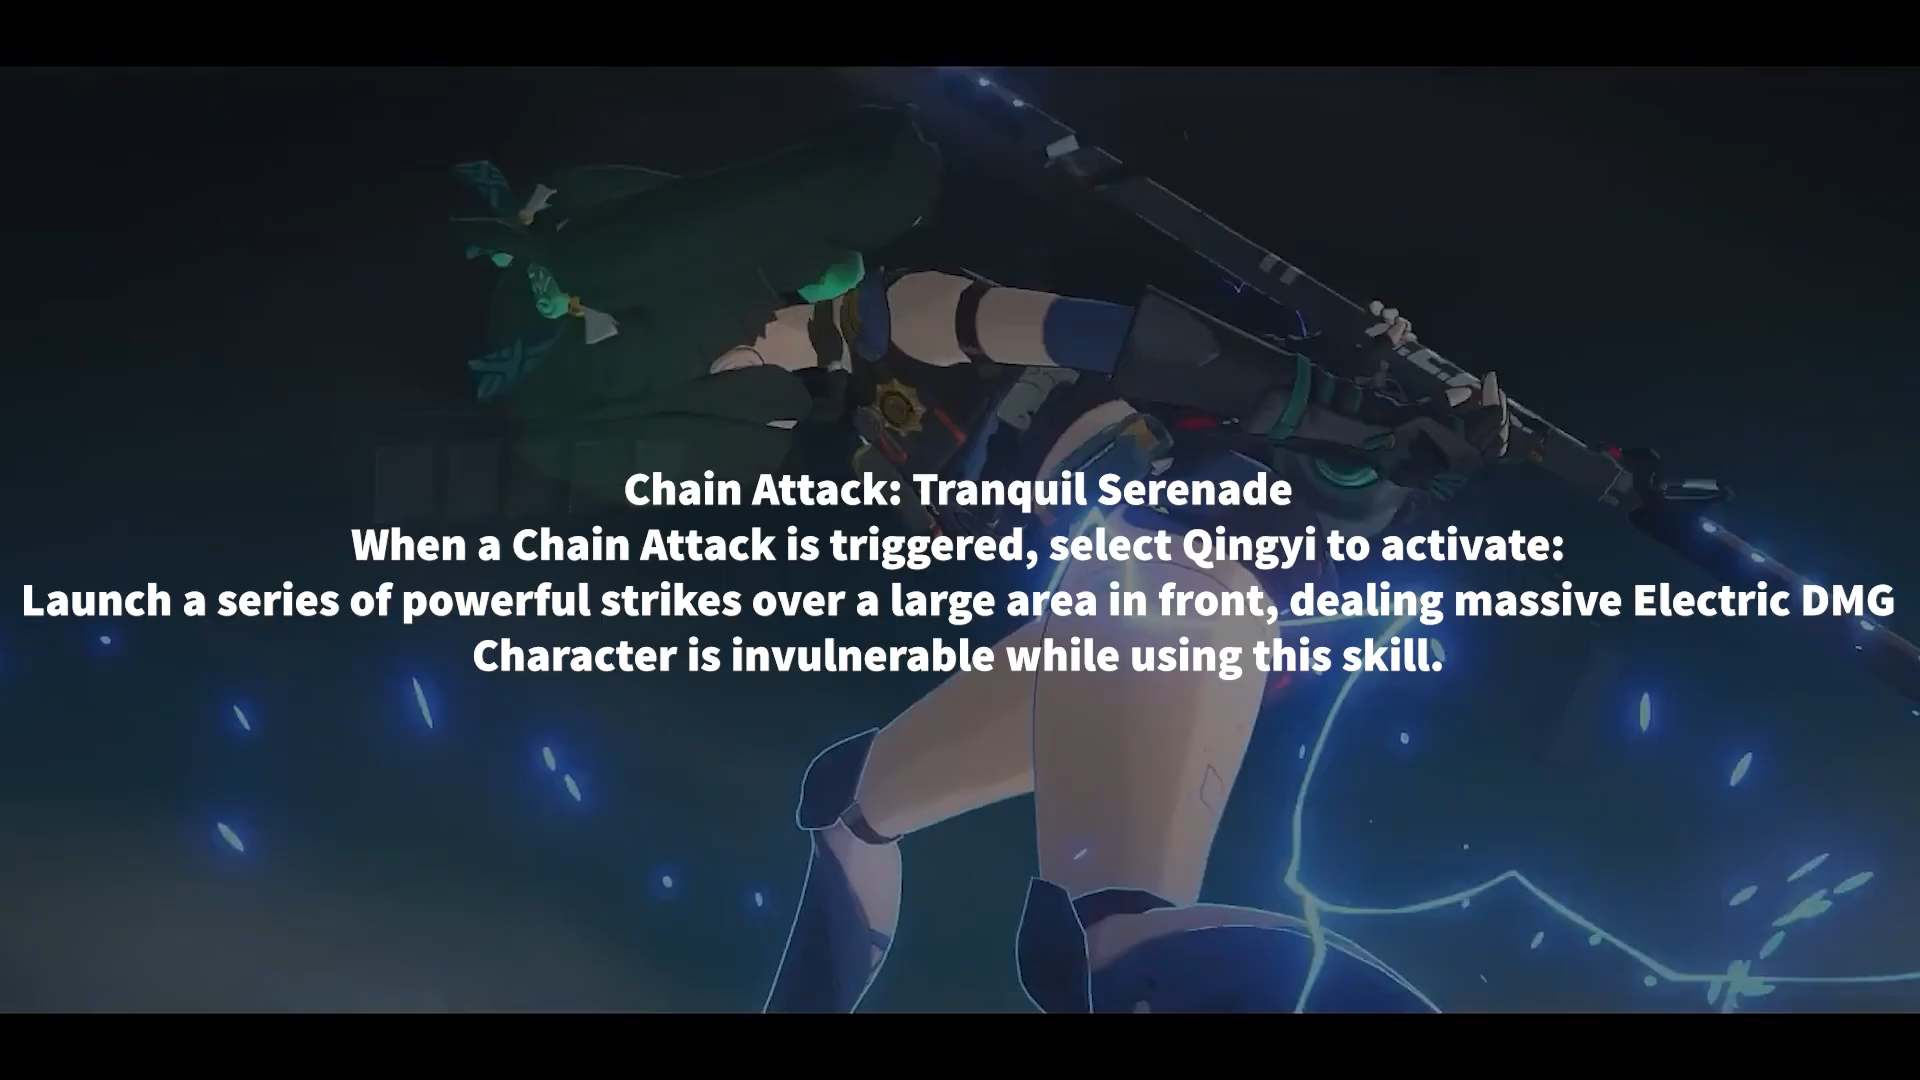 Chain Attack: Tranquil Serenade
When a Chain Attack is triggered, select Qingyi to activate:
Launch a series of powerful strikes over a large area in front, dealing massive Electric DMG
Character is invulnerable while using this skill.